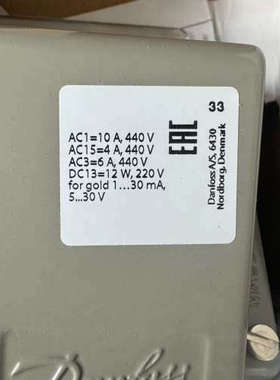 33
AC1=10 A, 440 V
AC15=4 A, 440 V
AC3=6 A, 440 V
DC13=12 W, 220 V
for gold 1...30 mA,
5...30 V
EAC
Danfoss A/S, 6430
Nordborg, Denmark
Danfoss